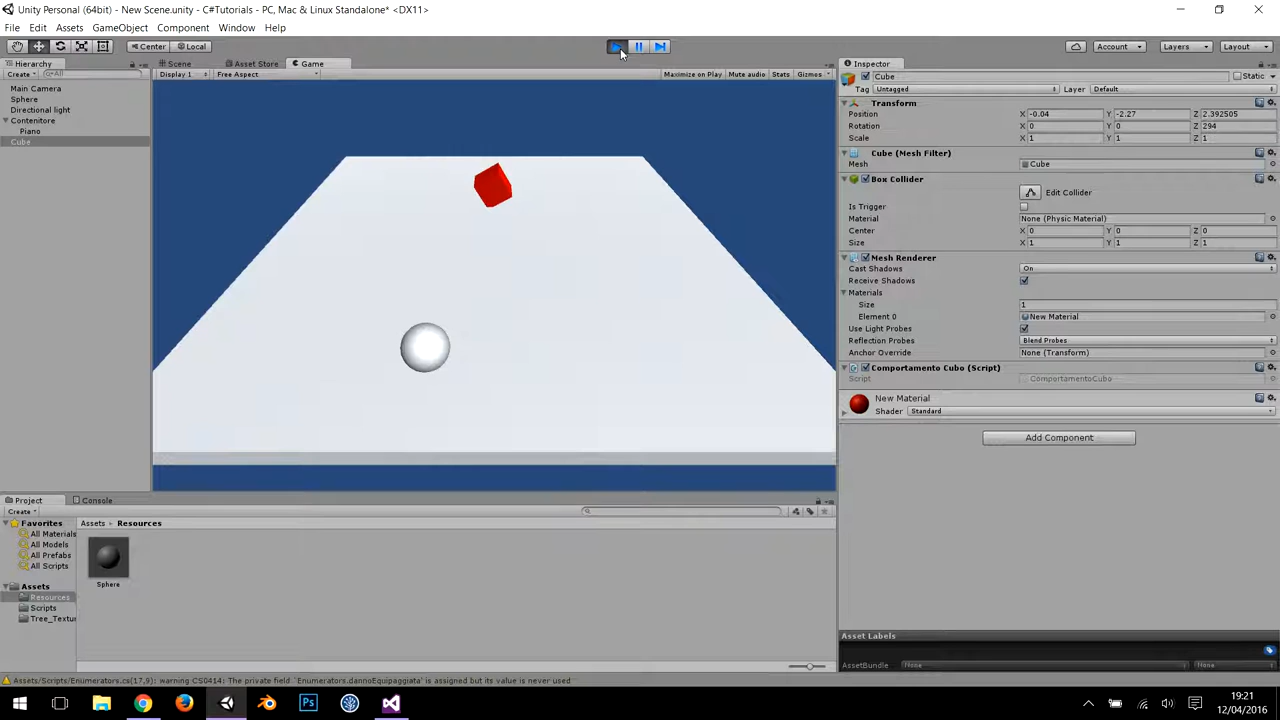 Unity Personal (64bit) - New Scene.unity - C#Tutorials - PC, Mac & Linux Standalone* <DX11>
File Edit Assets GameObject Component Window Help
Center Local Account Layers Layout
Hierarchy
Create All
Main Camera
Sphere
Directional light
Contenitore
Piano
Cube
Scene Asset Store Game
Display 1 Free Aspect Maximize on Play Mute audio Stats Gizmos
Inspector
Cube Static
Tag Untagged Layer Default
Transform
Position X -0.04 Y -2.27 Z 2.392505
Rotation X 0 Y 0 Z 294
Scale X 1 Y 1 Z 1
Cube (Mesh Filter)
Mesh Cube
Box Collider
Edit Collider
Is Trigger
Material None (Physic Material)
Center X 0 Y 0 Z 0
Size X 1 Y 1 Z 1
Mesh Renderer
Cast Shadows On
Receive Shadows
Materials
Size 1
Element 0 New Material
Use Light Probes
Reflection Probes Blend Probes
Anchor Override None (Transform)
Comportamento Cubo (Script)
Script ComportamentoCubo
New Material
Shader Standard
Add Component
Project Console
Create
Favorites
All Materials
All Models
All Prefabs
All Scripts
Assets
Resources
Scripts
Tree_Textur
Assets Resources
Sphere
Asset Labels
AssetBundle None None
Assets/Scripts/Enumerators.cs(17,9): warning CS0414: The private field `Enumerators.dannoEquipaggiata' is assigned but its value is never used
19:21
12/04/2016